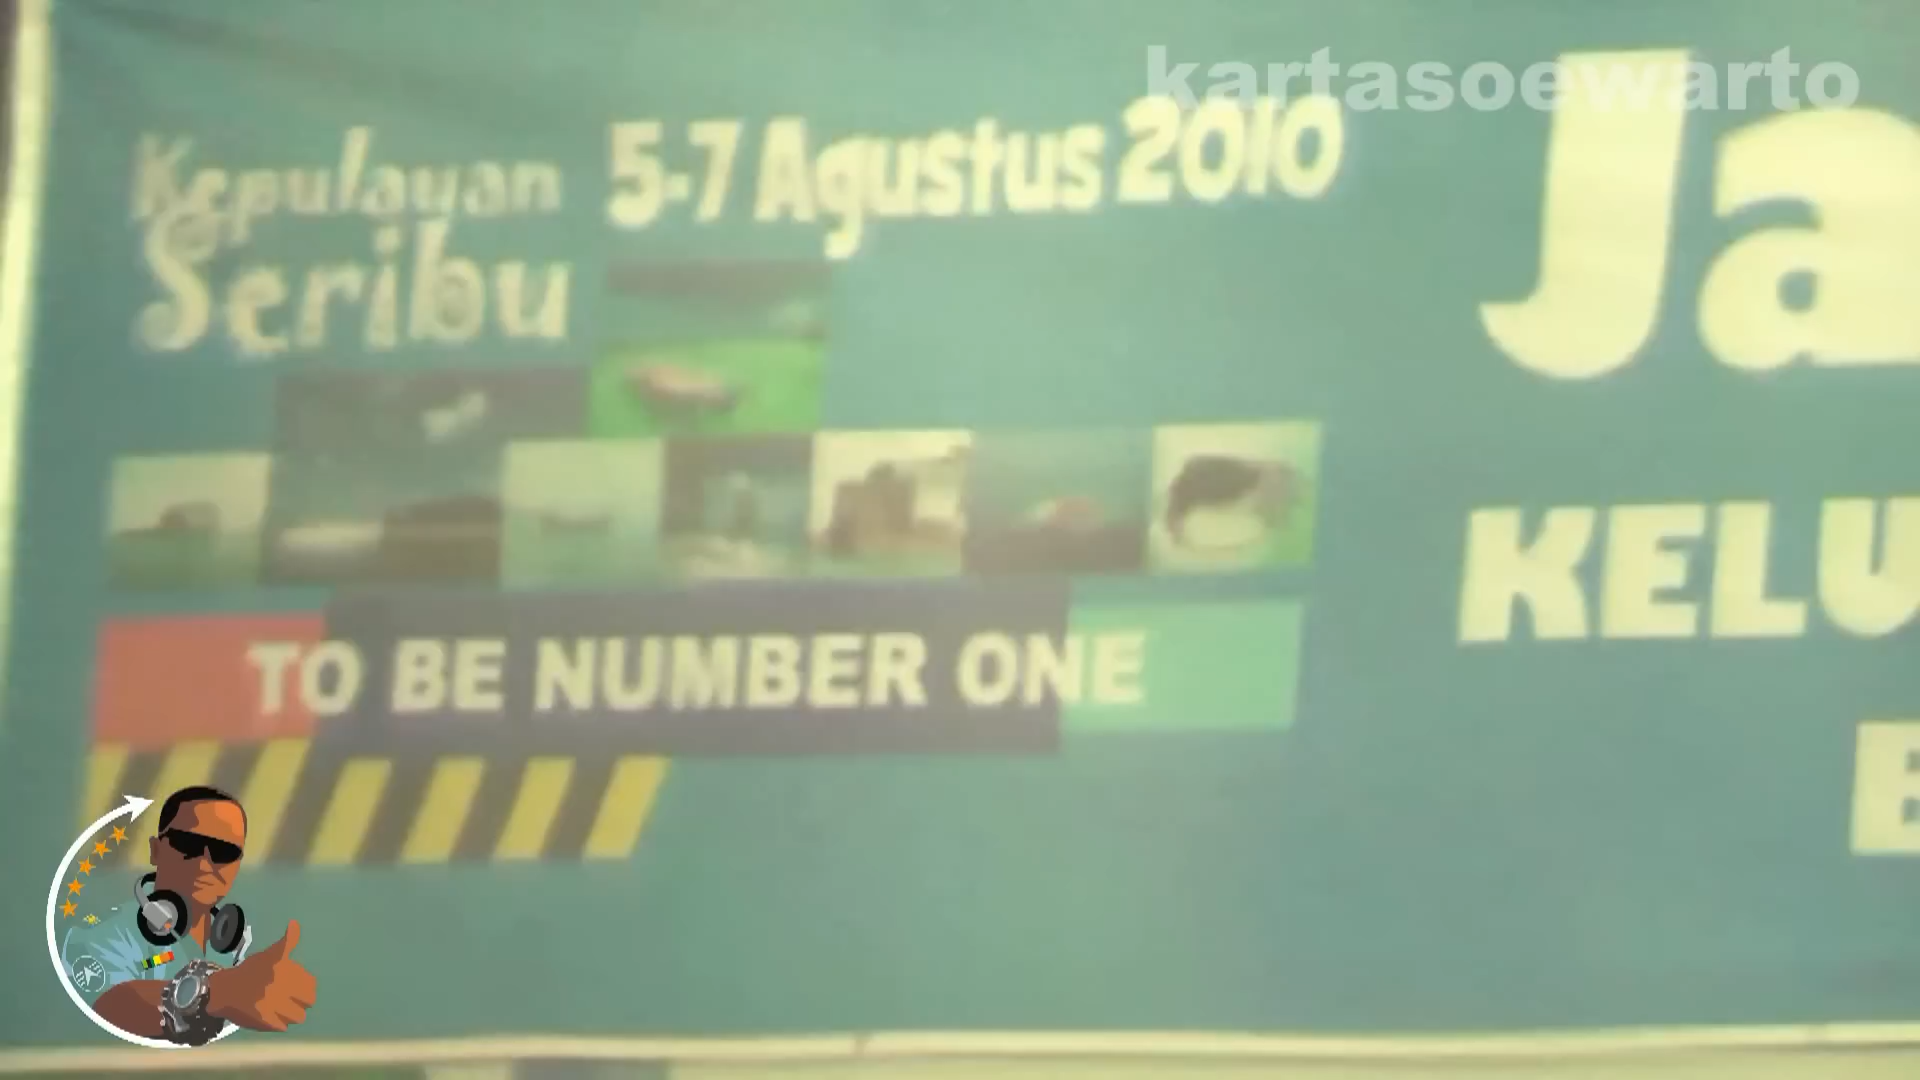 kartasoewarto
Kepulauan Seribu
5-7 Agustus 2010
Ja
KELU
TO BE NUMBER ONE